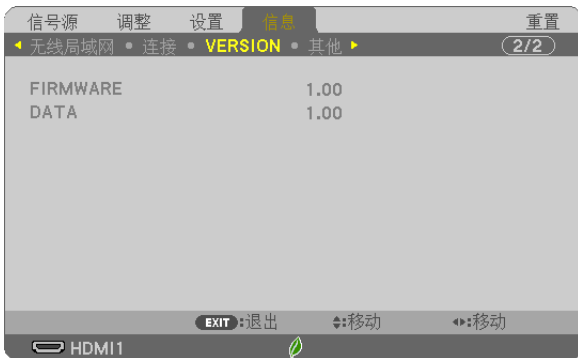 信号源 调整 设置 信息 重置
无线局域网 • 连接 • VERSION • 其他 2/2
FIRMWARE 1.00
DATA 1.00
EXIT :退出 :移动 :移动
HDMI1